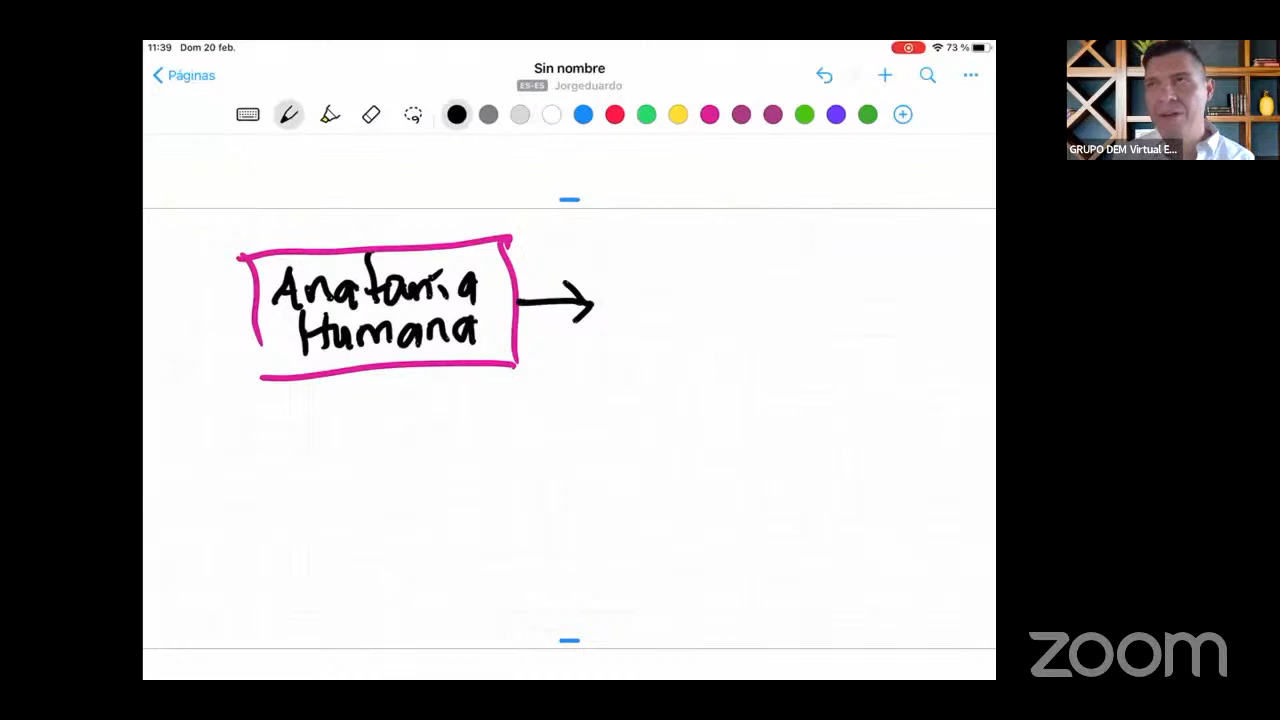 11:39 Dom 20 feb.
73 %
Páginas
Sin nombre
ES-ES Jorgeduardo
GRUPO DEM Virtual E...
Anatomía
Humana
zoom